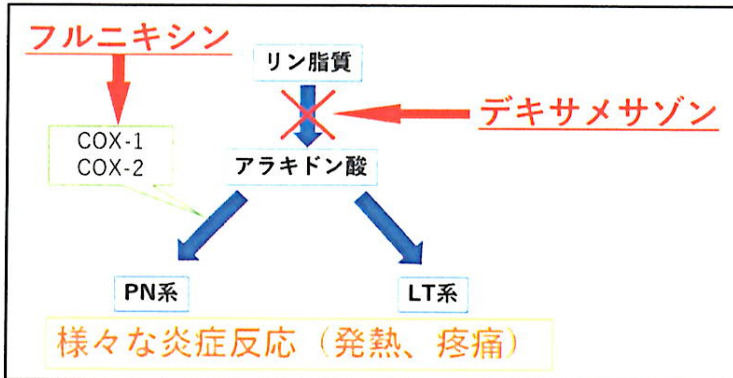 フルニキシン
リン脂質
デキサメサゾン
COX-1
COX-2
アラキドン酸
PN系
LT系
様々な炎症反応（発熱、疼痛）